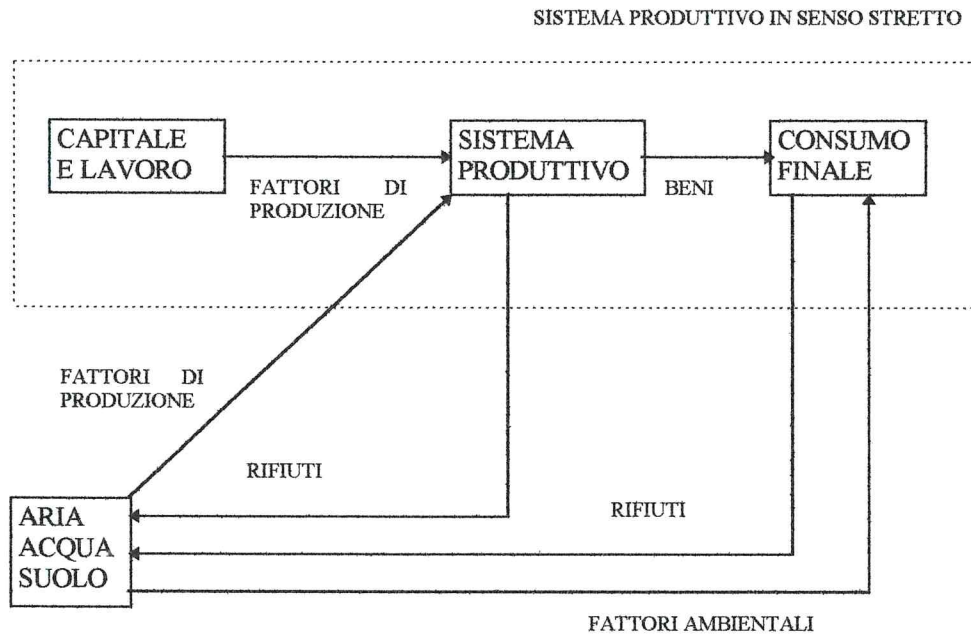 SISTEMA PRODUTTIVO IN SENSO STRETTO
CAPITALE
E LAVORO
FATTORI DI
PRODUZIONE
SISTEMA
PRODUTTIVO
BENI
CONSUMO
FINALE
FATTORI DI
PRODUZIONE
RIFIUTI
RIFIUTI
ARIA
ACQUA
SUOLO
FATTORI AMBIENTALI